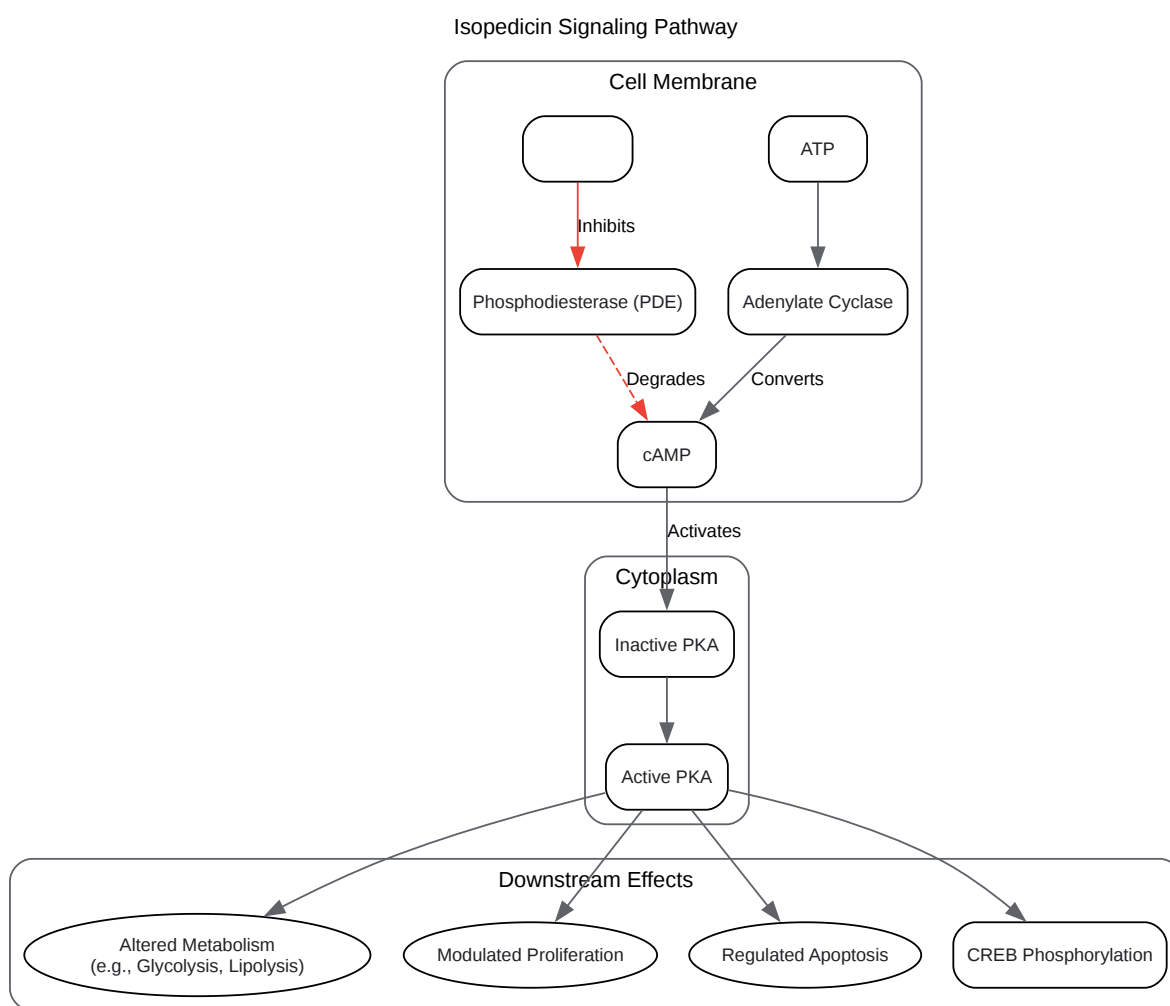 Isopedicin Signaling Pathway
Cell Membrane
ATP
Inhibits
Phosphodiesterase (PDE)
Adenylate Cyclase
Degrades
Converts
cAMP
Activates
Cytoplasm
Inactive PKA
Active PKA
Downstream Effects
Altered Metabolism
(e.g., Glycolysis, Lipolysis)
Modulated Proliferation
Regulated Apoptosis
CREB Phosphorylation